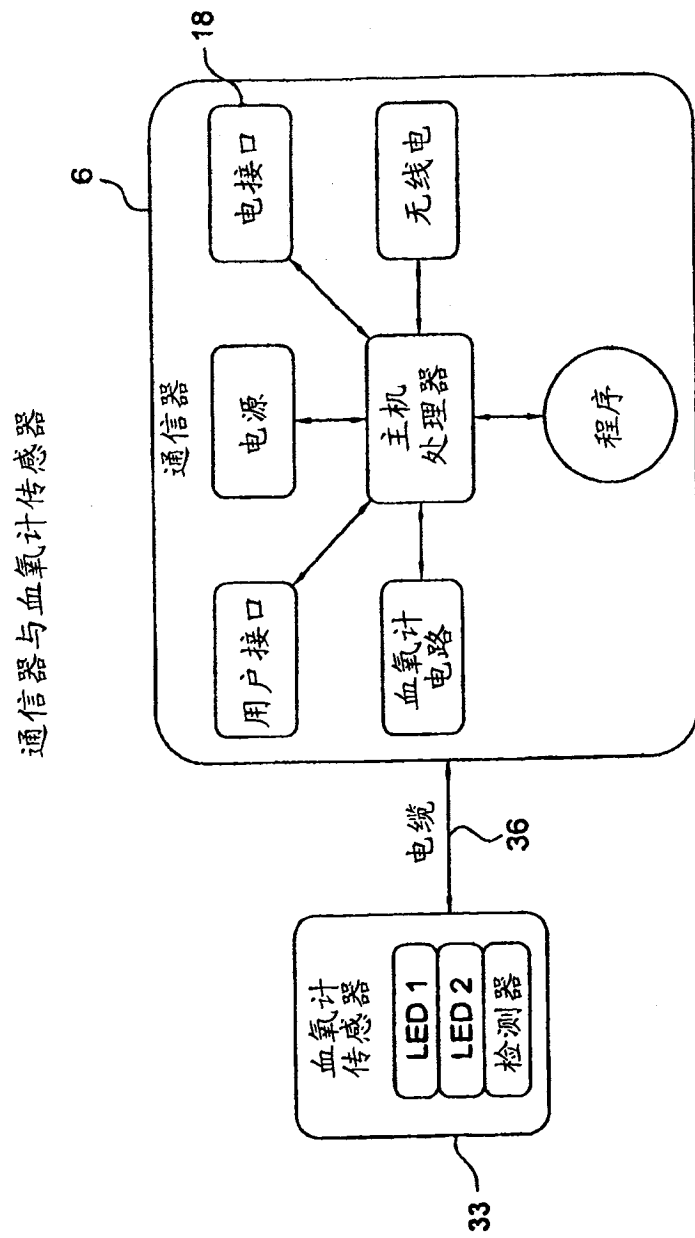 通信器与血氧计传感器
6
通信器
用户接口
电源
电接口
18
血氧计
电路
主机
处理器
无线电
程序
电缆
36
血氧计
传感器
LED 1
LED 2
检测器
33